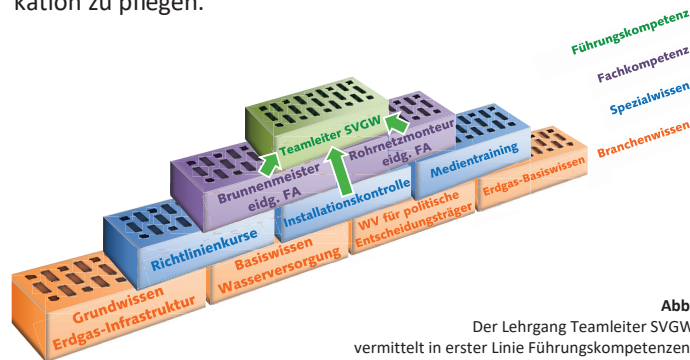 kation zu pflegen.
Führungskompetenz
Fachkompetenz
Spezialwissen
Branchenwissen
Teamleiter SVGW
Brunnenmeister
eidg. FA
Rohrnetzmonteur
eidg. FA
Richtlinienkurse
Installationskontrolle
Medientraining
Grundwissen
Erdgas-Infrastruktur
Basiswissen
Wasserversorgung
WV für politische
Entscheidungsträger
Erdgas-Basiswissen
Abb
Der Lehrgang Teamleiter SVGW
vermittelt in erster Linie Führungskompetenzen